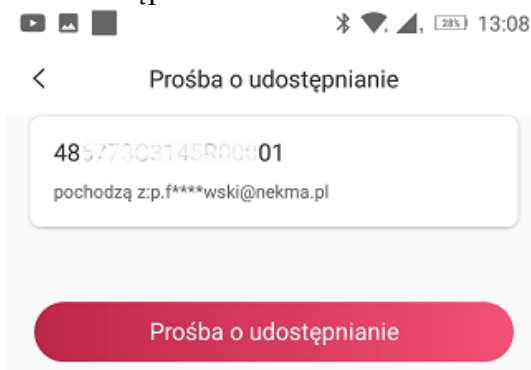 28% 13:08
Prośba o udostępnianie
pochodzą z:p.f****wski@nekma.pl
Prośba o udostępnianie